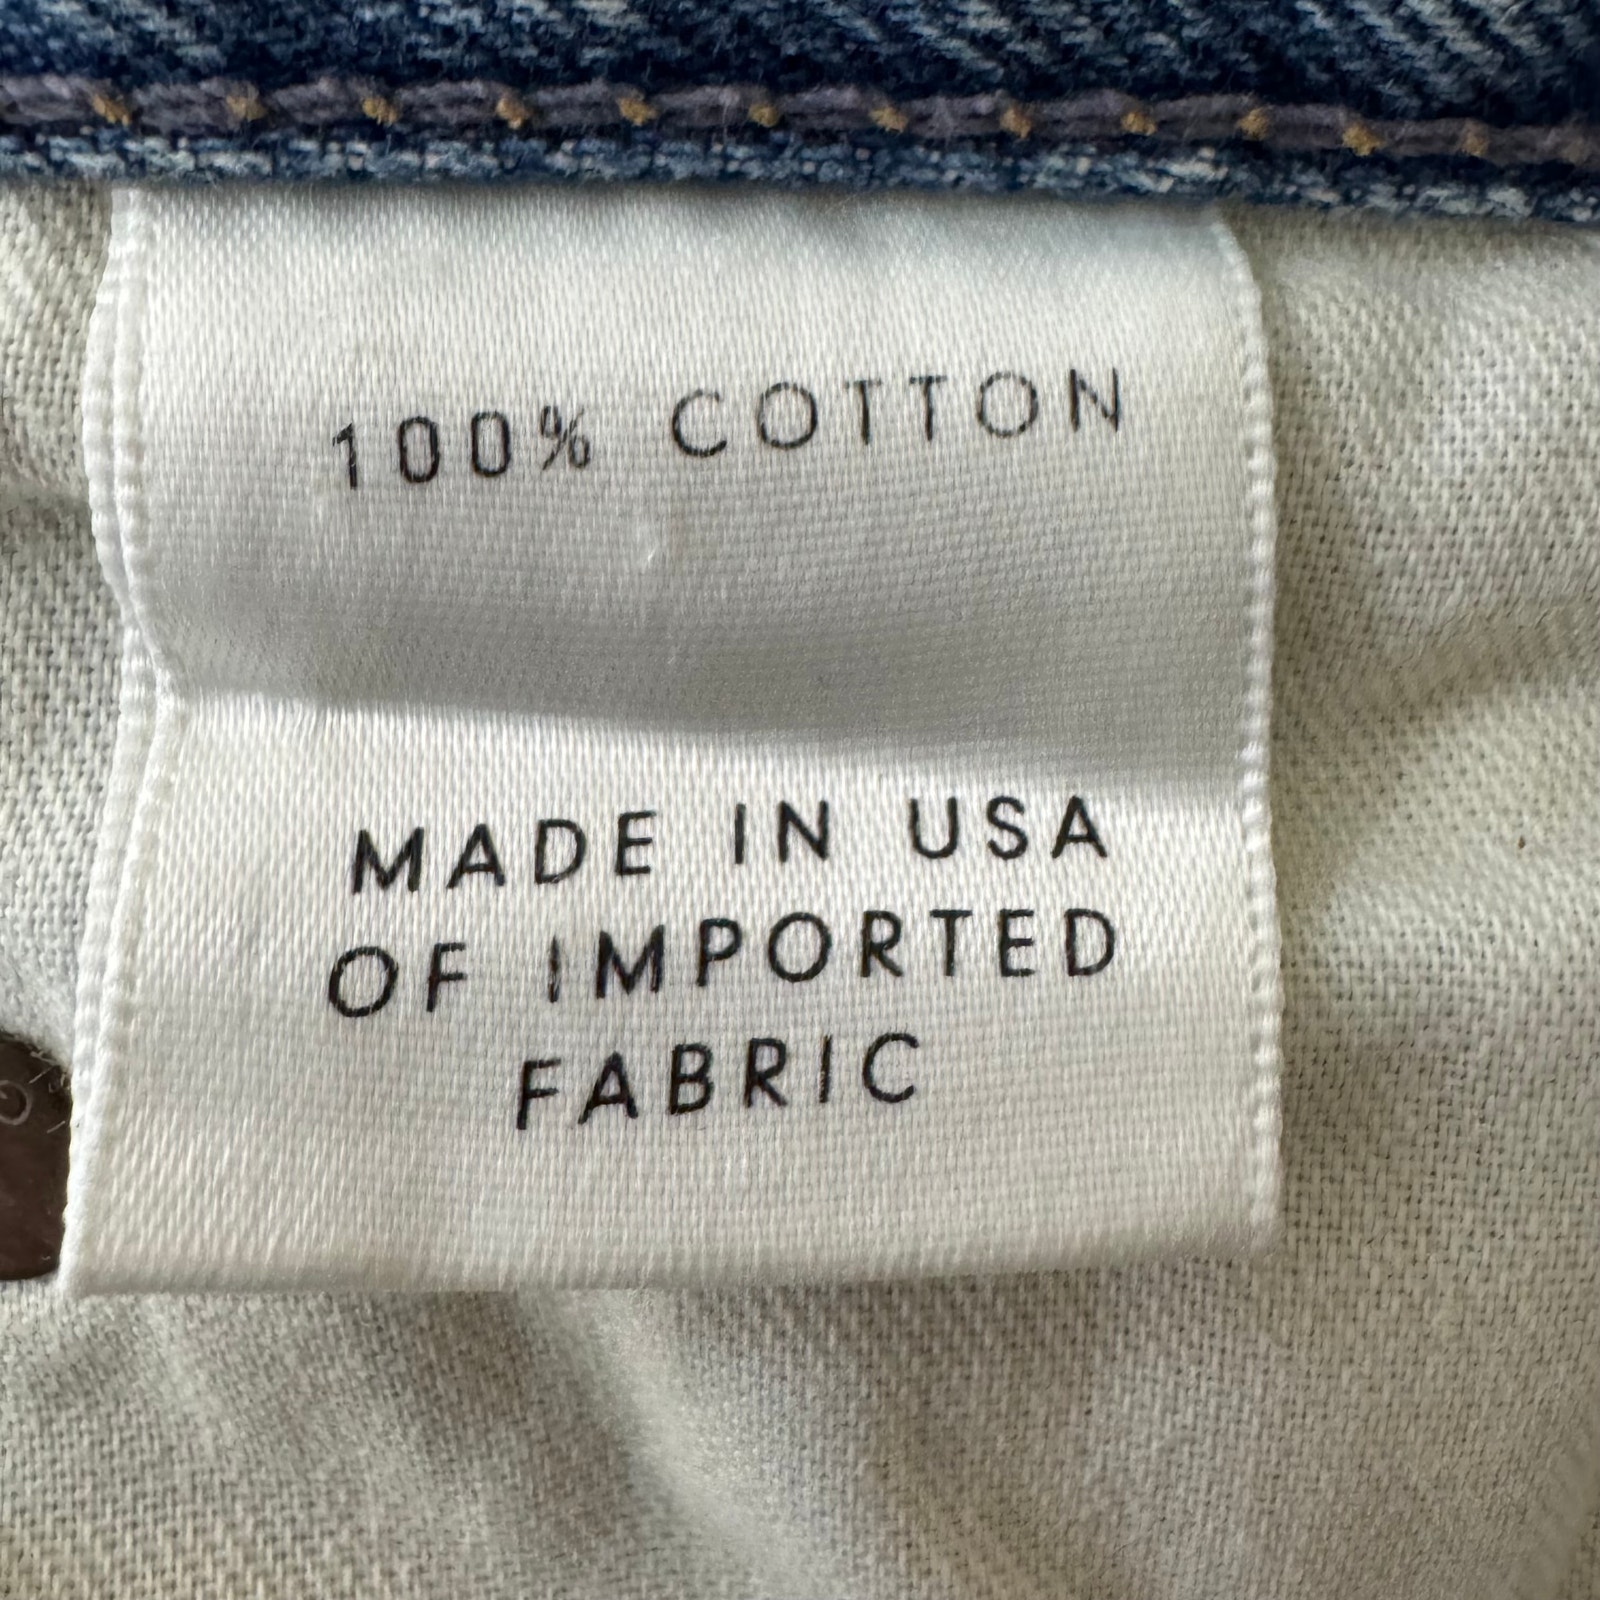 100% COTTON
MADE IN USA
OF IMPORTED
FABRIC